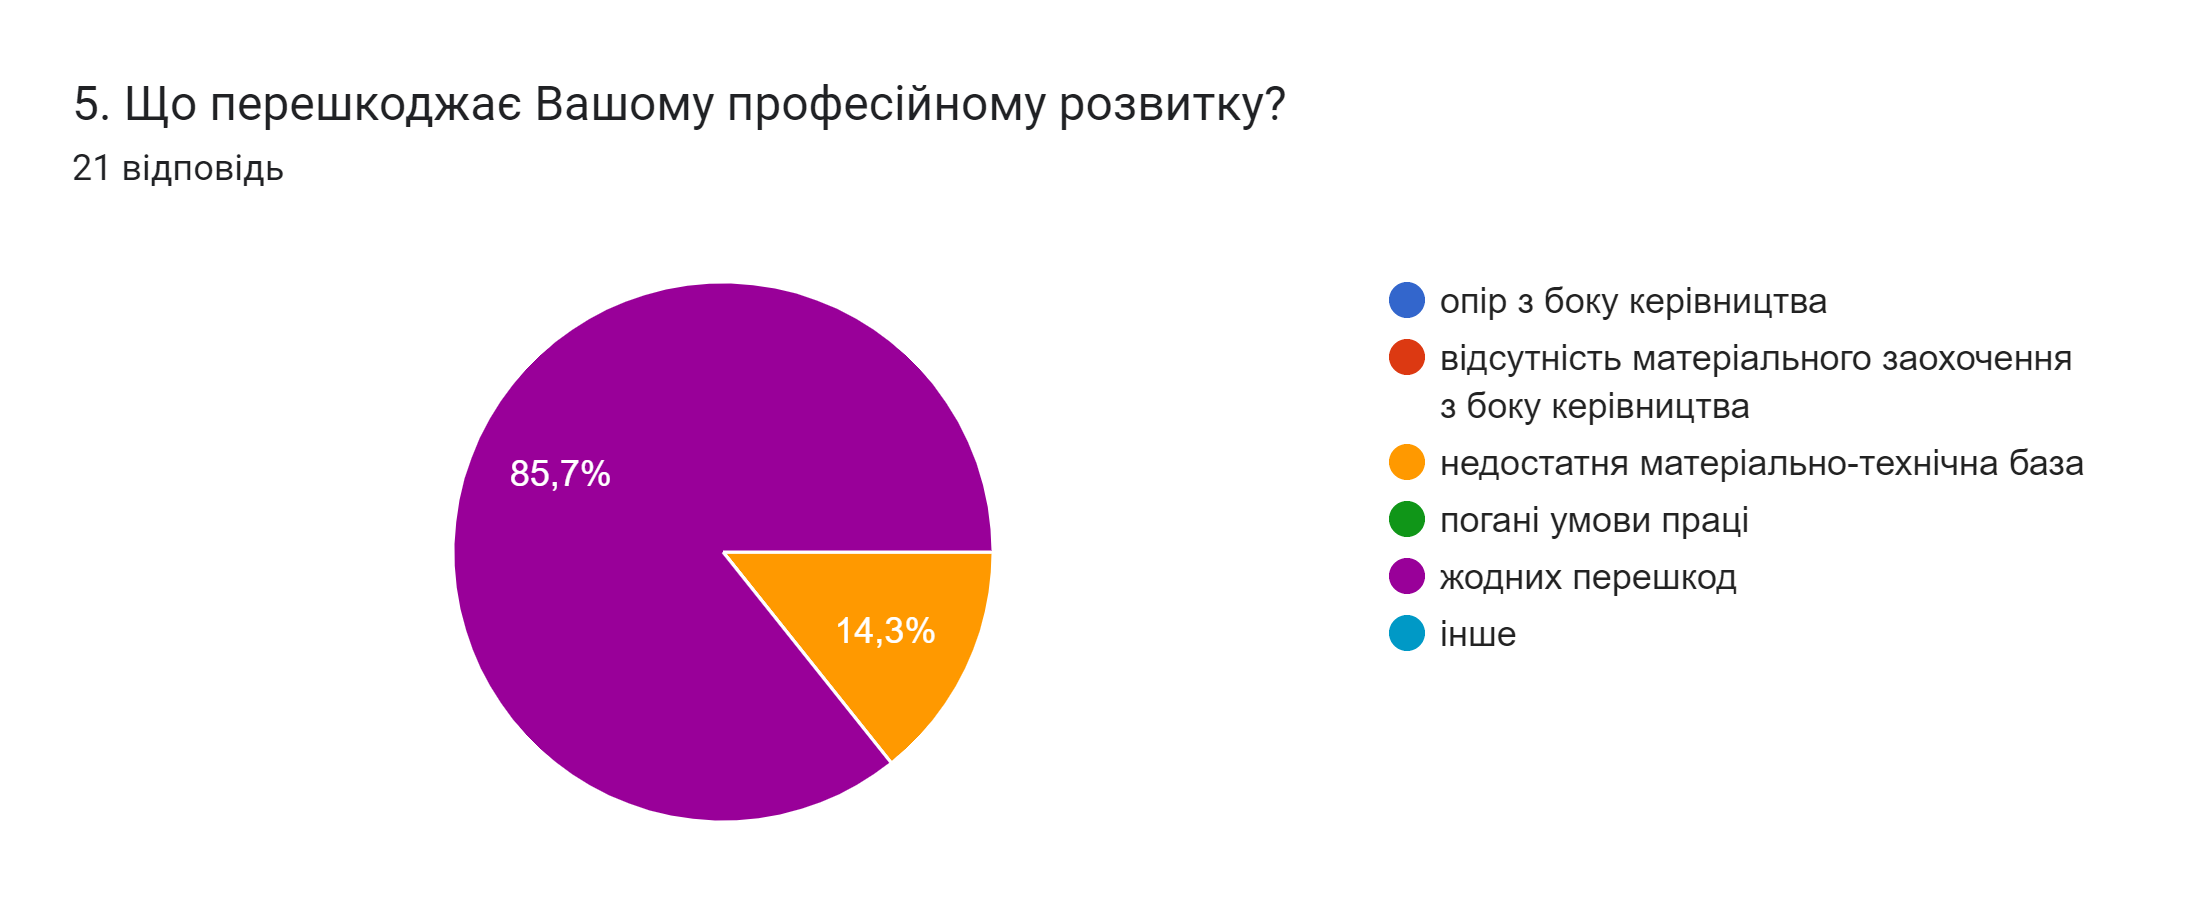 5. Що перешкоджає Вашому професійному розвитку?
21 відповідь
85,7%
14,3%
опір з боку керівництва
відсутність матеріального заохочення
з боку керівництва
недостатня матеріально-технічна база
погані умови праці
жодних перешкод
інше